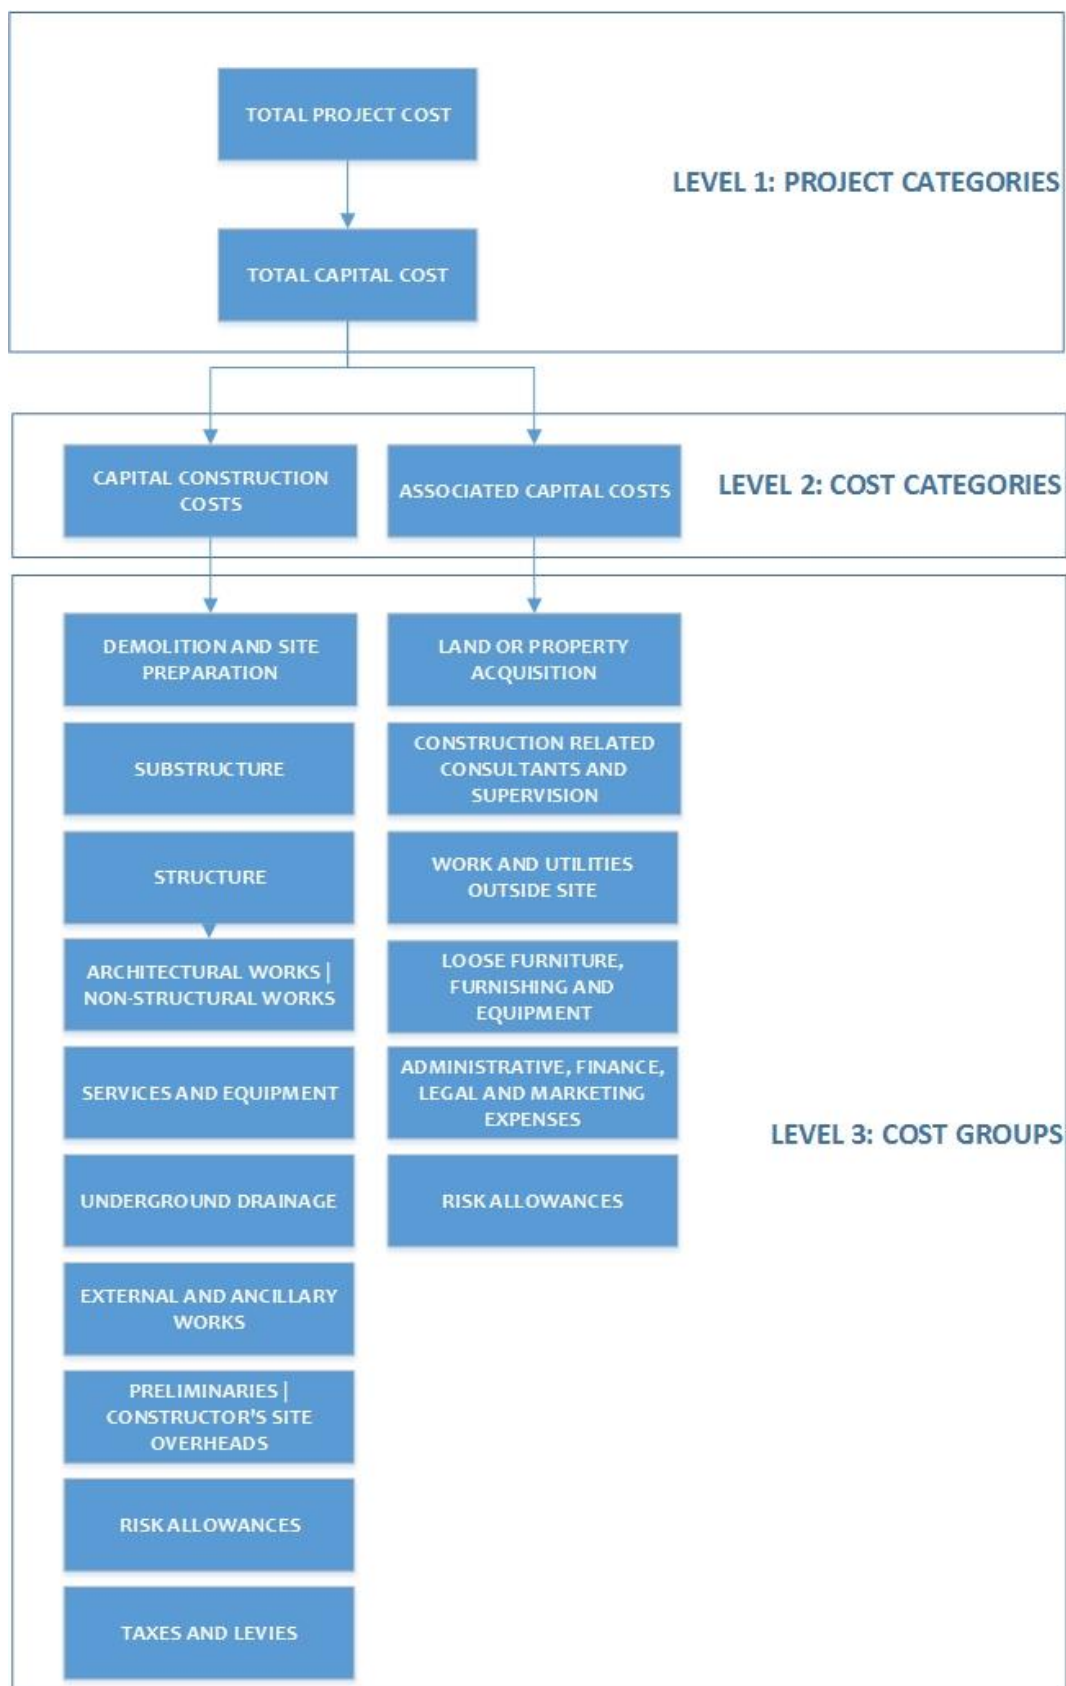 TOTAL PROJECT COST
LEVEL 1: PROJECT CATEGORIES
TOTAL CAPITAL COST
CAPITAL CONSTRUCTION
COSTS
ASSOCIATED CAPITAL COSTS
LEVEL 2: COST CATEGORIES
DEMOLITION AND SITE
PREPARATION
SUBSTRUCTURE
STRUCTURE
ARCHITECTURAL WORKS |
NON-STRUCTURAL WORKS
SERVICES AND EQUIPMENT
UNDERGROUND DRAINAGE
EXTERNAL AND ANCILLARY
WORKS
PRELIMINARIES |
CONSTRUCTOR'S SITE
OVERHEADS
RISK ALLOWANCES
TAXES AND LEVIES
LAND OR PROPERTY
ACQUISITION
CONSTRUCTION RELATED
CONSULTANTS AND
SUPERVISION
WORK AND UTILITIES
OUTSIDE SITE
LOOSE FURNITURE,
FURNISHING AND
EQUIPMENT
ADMINISTRATIVE, FINANCE,
LEGAL AND MARKETING
EXPENSES
RISK ALLOWANCES
LEVEL 3: COST GROUPS